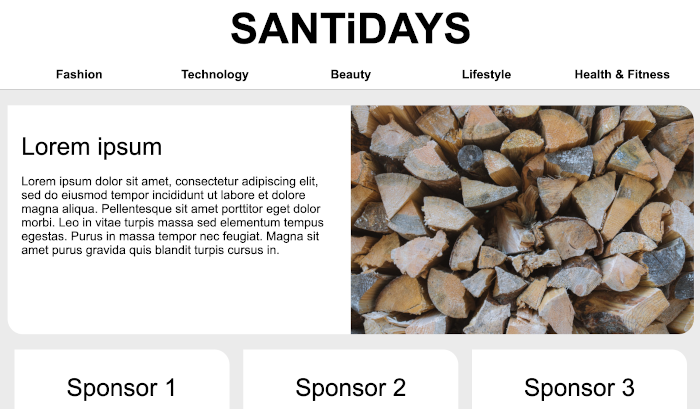 SANTiDAYS
Fashion
Technology
Beauty
Lifestyle
Health & Fitness
Lorem ipsum
Lorem ipsum dolor sit amet, consectetur adipiscing elit,
sed do eiusmod tempor incididunt ut labore et dolore
magna aliqua. Pellentesque sit amet porttitor eget dolor
morbi. Leo in vitae turpis massa sed elementum tempus
egestas. Purus in massa tempor nec feugiat. Magna sit
amet purus gravida quis blandit turpis cursus in.
Sponsor 1
Sponsor 2
Sponsor 3